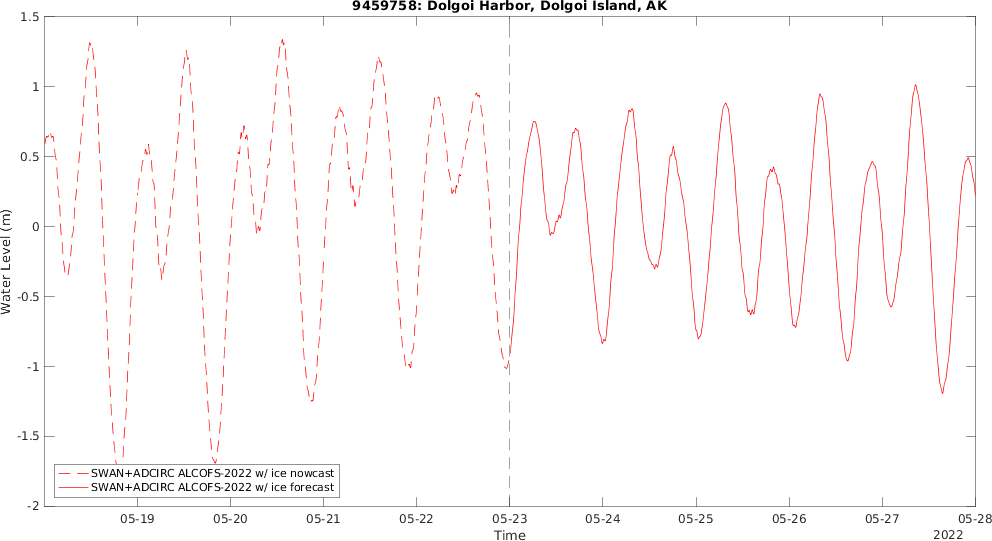 9459758: Dolgoi Harbor, Dolgoi Island, AK
1.5
1
0.5
0
-0.5
-1
-1.5
-2
Water Level (m)
SWAN+ADCIRC ALCOFS-2022 w/ ice nowcast
SWAN+ADCIRC ALCOFS-2022 w/ ice forecast
05-19 05-20 05-21 05-22 05-23 05-24 05-25 05-26 05-27 05-28
Time
2022